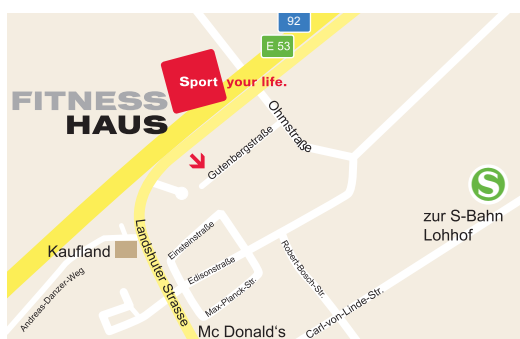 92
E 53
Sport your life.
FITNESS
HAUS
Ohmstraße
Gutenbergstraße
zur S-Bahn
Lohhof
S
Kaufland
Landshuter Strasse
Einsteinstraße
Edisonstraße
Max-Planck-Str.
Robert-Bosch-Str.
Andreas-Danzer-Weg
Mc Donald‘s
Carl-von-Linde-Str.